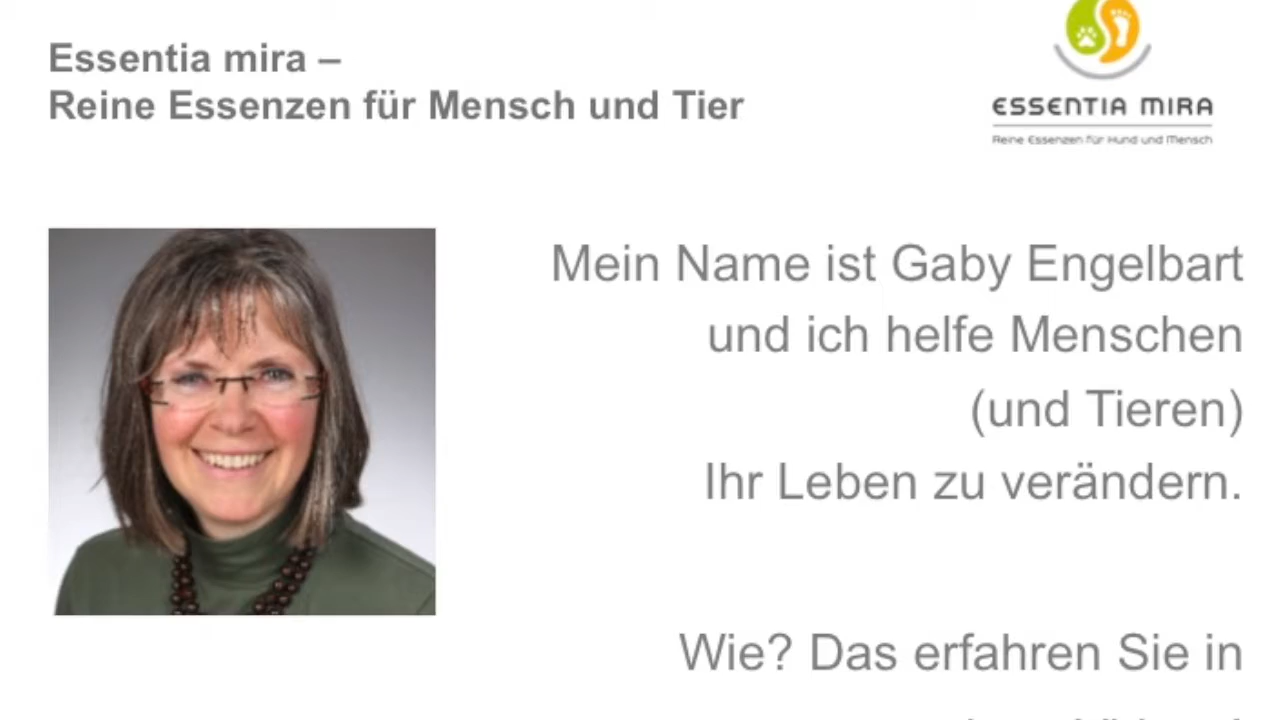 Essentia mira –
Reine Essenzen für Mensch und Tier
ESSENTIA MIRA
Reine Essenzen für Hund und Mensch
Mein Name ist Gaby Engelbart
und ich helfe Menschen
(und Tieren)
Ihr Leben zu verändern.
Wie? Das erfahren Sie in